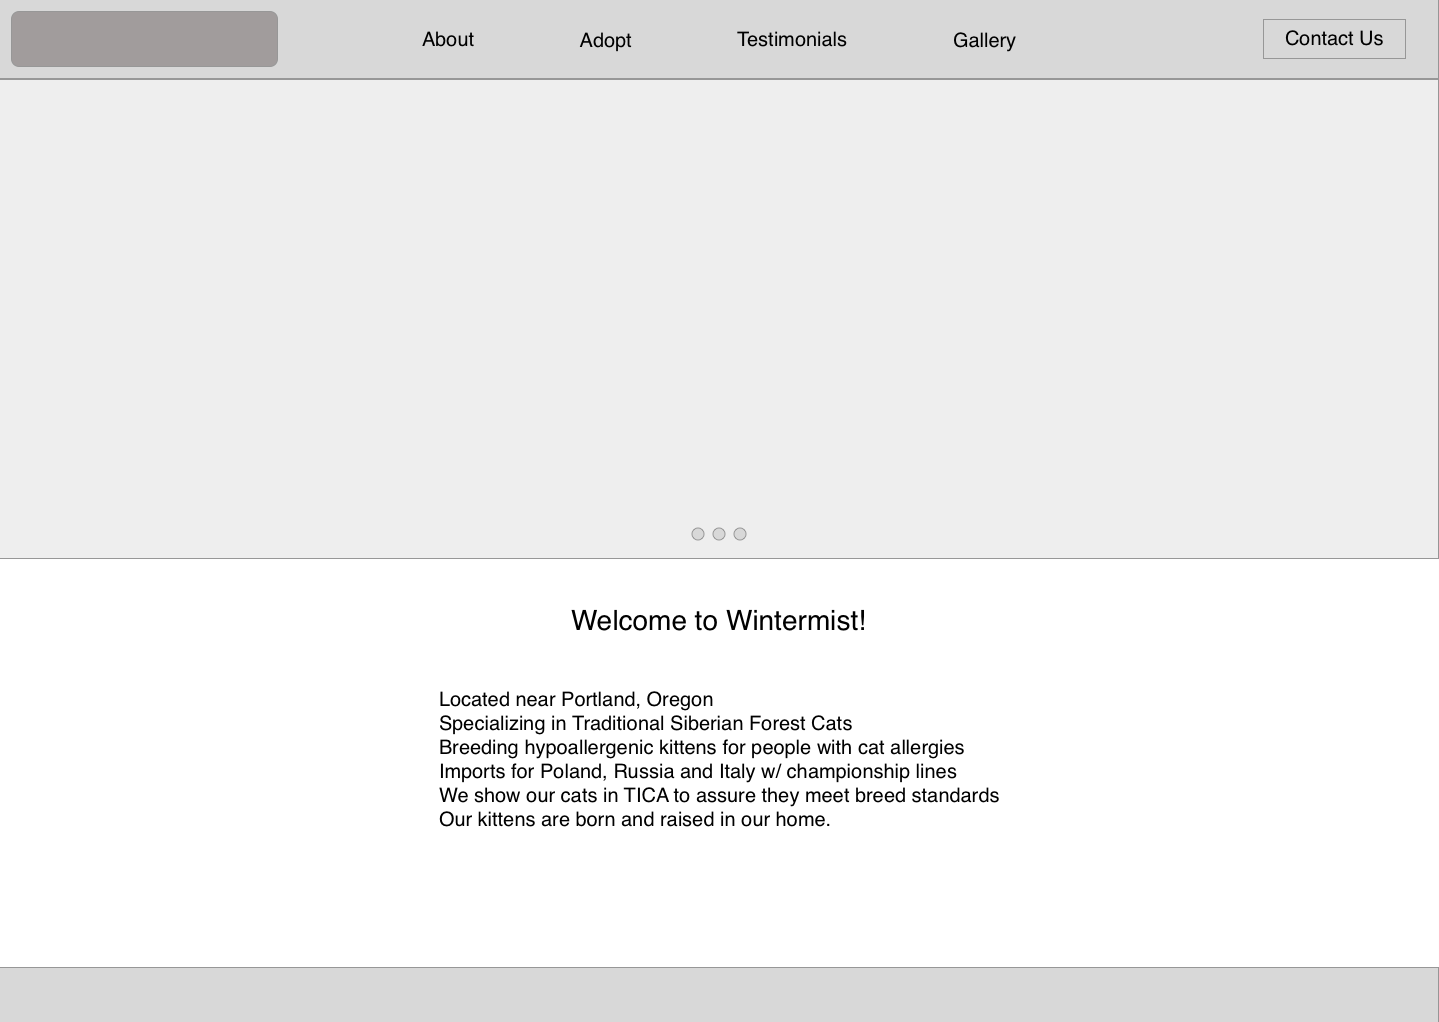 About
Adopt
Testimonials
Gallery
Contact Us
Welcome to Wintermist!
Located near Portland, Oregon
Specializing in Traditional Siberian Forest Cats
Breeding hypoallergenic kittens for people with cat allergies
Imports for Poland, Russia and Italy w/ championship lines
We show our cats in TICA to assure they meet breed standards
Our kittens are born and raised in our home.